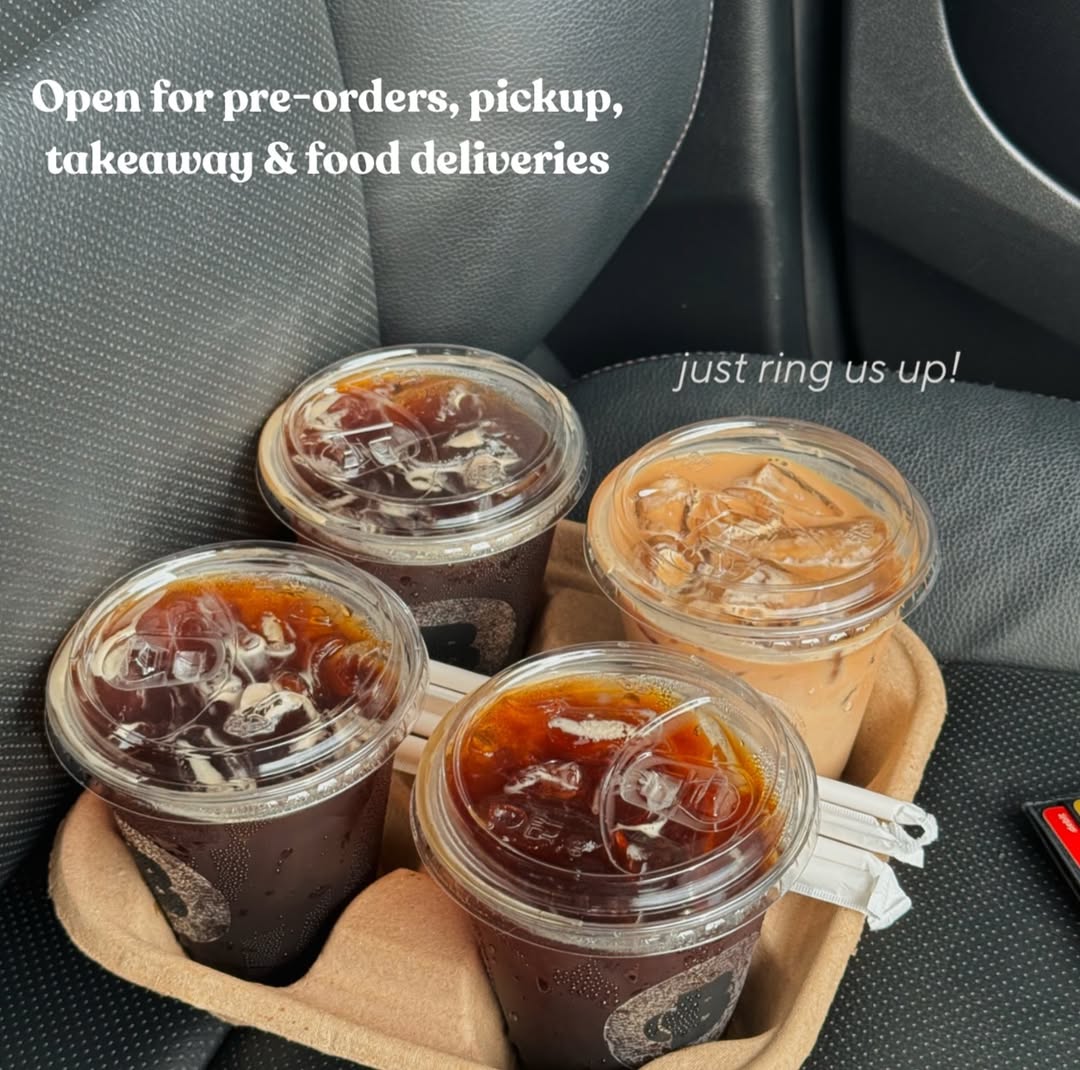 Open for pre-orders, pickup,
takeaway & food deliveries
just ring us up!